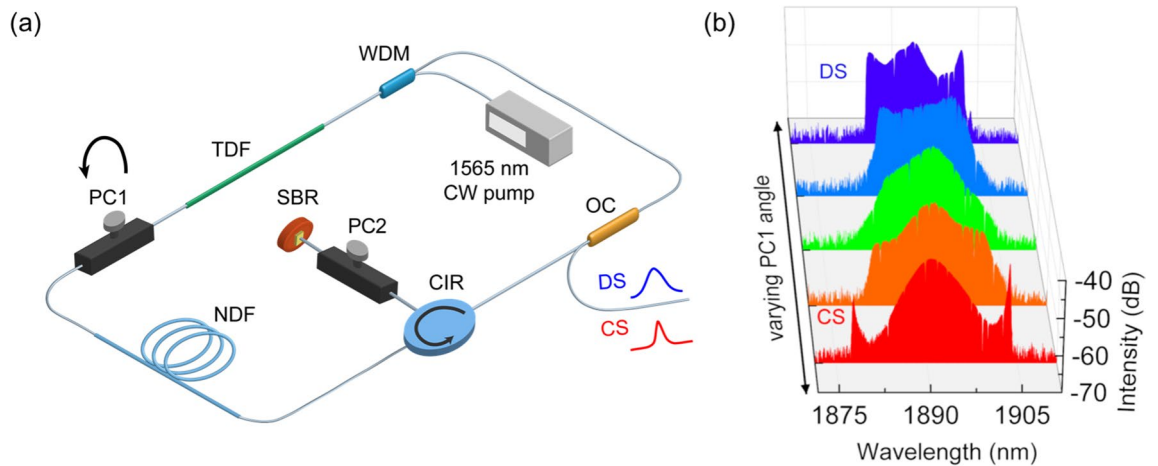 (a)
WDM
TDF
1565 nm
CW pump
PC1
SBR
PC2
OC
CIR
NDF
DS
CS
(b)
DS
varying PC1 angle
CS
-40
-50
-60
-70
Intensity (dB)
1875
1890
1905
Wavelength (nm)